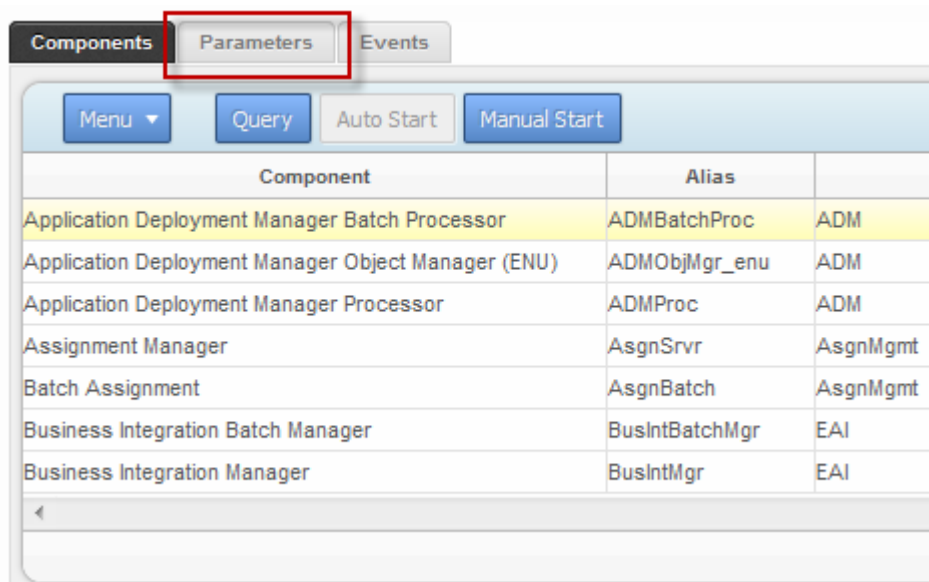 Components Parameters Events
Menu Query Auto Start Manual Start
Component Alias
Application Deployment Manager Batch Processor ADMBatchProc ADM
Application Deployment Manager Object Manager (ENU) ADMObjMgr_enu ADM
Application Deployment Manager Processor ADMProc ADM
Assignment Manager AsgnSrvr AsgnMgmt
Batch Assignment AsgnBatch AsgnMgmt
Business Integration Batch Manager BusIntBatchMgr EAI
Business Integration Manager BusIntMgr EAI